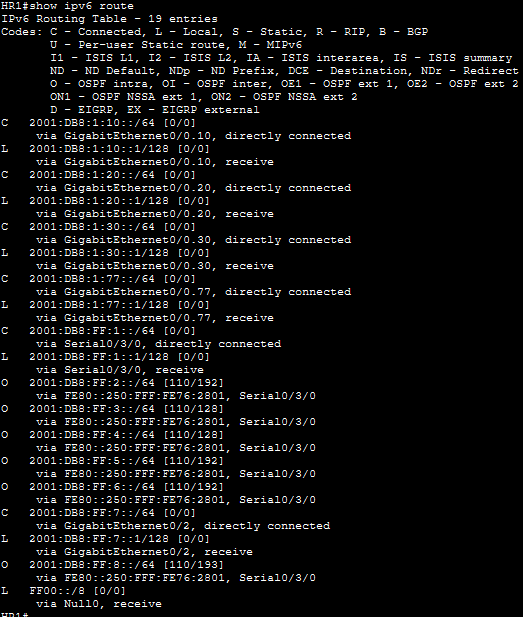 HR1#show ipv6 route
IPv6 Routing Table - 19 entries
Codes: C - Connected, L - Local, S - Static, R - RIP, B - BGP
U - Per-user Static route, M - MIPv6
I1 - ISIS L1, I2 - ISIS L2, IA - ISIS interarea, IS - ISIS summary
ND - ND Default, NDp - ND Prefix, DCE - Destination, NDr - Redirect
O - OSPF intra, OI - OSPF inter, OE1 - OSPF ext 1, OE2 - OSPF ext 2
ON1 - OSPF NSSA ext 1, ON2 - OSPF NSSA ext 2
D - EIGRP, EX - EIGRP external
C 2001:DB8:1:10::/64 [0/0]
via GigabitEthernet0/0.10, directly connected
L 2001:DB8:1:10::1/128 [0/0]
via GigabitEthernet0/0.10, receive
C 2001:DB8:1:20::/64 [0/0]
via GigabitEthernet0/0.20, directly connected
L 2001:DB8:1:20::1/128 [0/0]
via GigabitEthernet0/0.20, receive
C 2001:DB8:1:30::/64 [0/0]
via GigabitEthernet0/0.30, directly connected
L 2001:DB8:1:30::1/128 [0/0]
via GigabitEthernet0/0.30, receive
C 2001:DB8:1:77::/64 [0/0]
via GigabitEthernet0/0.77, directly connected
L 2001:DB8:1:77::1/128 [0/0]
via GigabitEthernet0/0.77, receive
C 2001:DB8:FF:1::/64 [0/0]
via Serial0/3/0, directly connected
L 2001:DB8:FF:1::1/128 [0/0]
via Serial0/3/0, receive
O 2001:DB8:FF:2::/64 [110/192]
via FE80::250:FFF:FE76:2801, Serial0/3/0
O 2001:DB8:FF:3::/64 [110/128]
via FE80::250:FFF:FE76:2801, Serial0/3/0
O 2001:DB8:FF:4::/64 [110/128]
via FE80::250:FFF:FE76:2801, Serial0/3/0
O 2001:DB8:FF:5::/64 [110/192]
via FE80::250:FFF:FE76:2801, Serial0/3/0
O 2001:DB8:FF:6::/64 [110/192]
via FE80::250:FFF:FE76:2801, Serial0/3/0
C 2001:DB8:FF:7::/64 [0/0]
via GigabitEthernet0/2, directly connected
L 2001:DB8:FF:7::1/128 [0/0]
via GigabitEthernet0/2, receive
O 2001:DB8:FF:8::/64 [110/193]
via FE80::250:FFF:FE76:2801, Serial0/3/0
L FF00::/8 [0/0]
via Null0, receive
HR1#